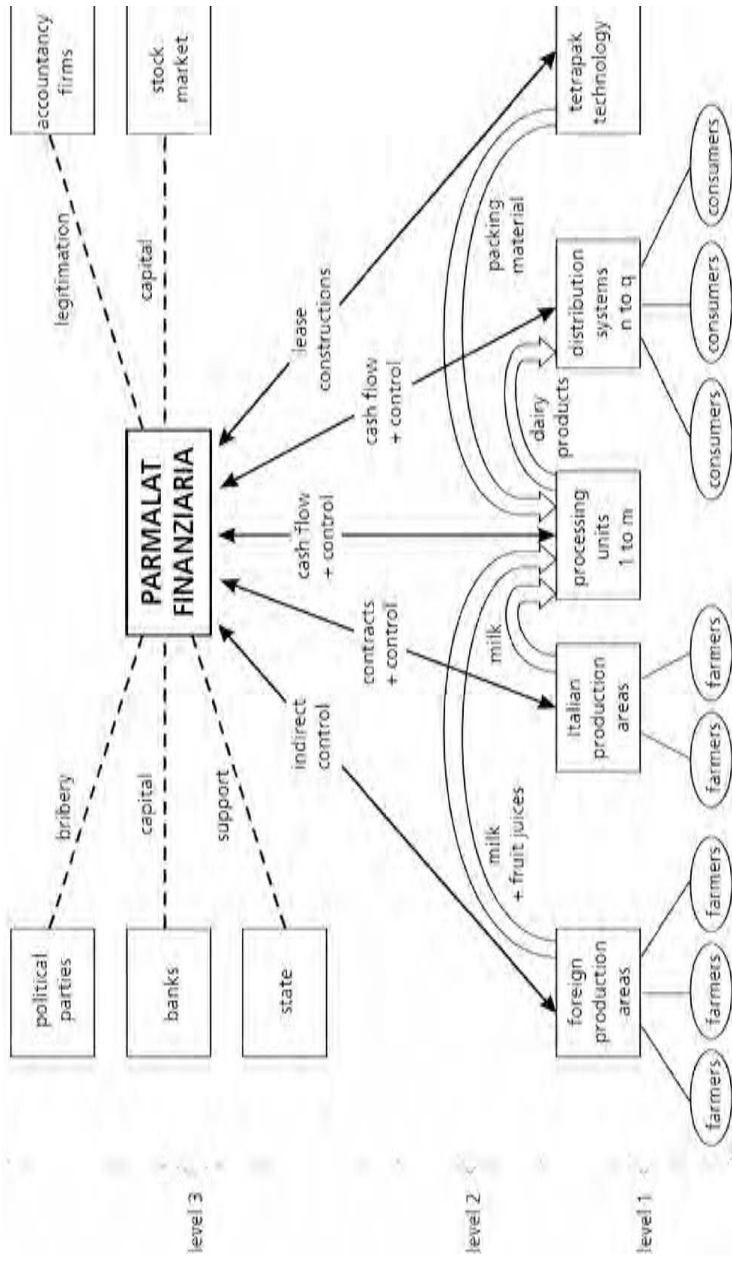 political
parties
bribery
legitimation
accountancy
firms
banks
capital
PARMALAT
FINANZIARIA
capital
stock
market
state
support
level 3
indirect
control
contracts
+ control
cash flow
+ control
cash flow
+ control
lease
constructions
milk
+ fruit juices
milk
dairy
products
packing
material
level 2
foreign
production
areas
italian
production
areas
processing
units
1 to m
distribution
systems
n to q
tetrapak
technology
level 1
farmers
farmers
farmers
farmers
farmers
consumers
consumers
consumers